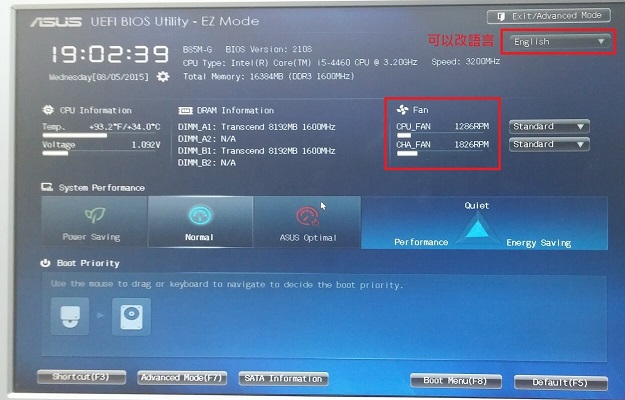 ASUS UEFI BIOS Utility - EZ Mode
Exit/Advanced Mode
可以改語言
English
19:02:39
Wednesday[08/05/2015]
B85M-G BIOS Version: 2108
CPU Type: Intel(R) Core(TM) i5-4460 CPU @ 3.20GHz Speed: 3200MHz
Total Memory: 16384MB (DDR3 1600MHz)
CPU Information
Temp. +93.2°F/+34.0°C
Voltage 1.092V
DRAM Information
DIMM_A1: Transcend 8192MB 1600MHz
DIMM_A2: N/A
DIMM_B1: Transcend 8192MB 1600MHz
DIMM_B2: N/A
Fan
CPU_FAN 1286RPM Standard
CHA_FAN 1826RPM Standard
System Performance
Power Saving
Normal
ASUS Optimal
Quiet
Performance
Energy Saving
Boot Priority
Use the mouse to drag or keyboard to navigate to decide the boot priority.
Shortcut(F3)
Advanced Mode(F7)
SATA Information
Boot Menu(F8)
Default(F5)